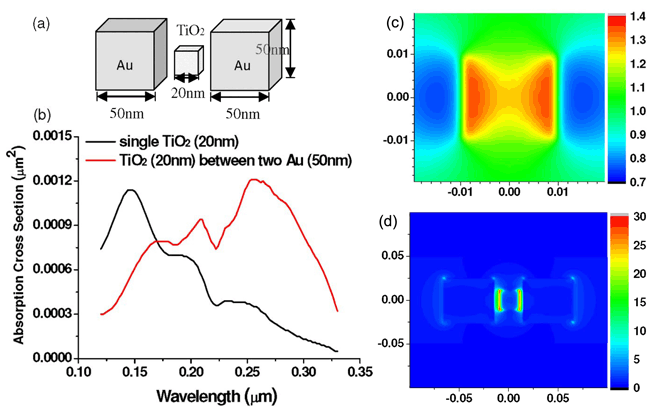 (a)
TiO₂
Au
Au
50nm
50nm
20nm
50nm
(b)
single TiO₂ (20nm)
TiO₂ (20nm) between two Au (50nm)
Absorption Cross Section (μm²)
0.0015
0.0012
0.0009
0.0006
0.0003
0.0000
0.10 0.15 0.20 0.25 0.30 0.35
Wavelength (μm)
(c)
0.01
0.00
-0.01
-0.01 0.00 0.01
1.4
1.3
1.2
1.1
1.0
0.9
0.8
0.7
(d)
0.05
0.00
-0.05
-0.05 0.00 0.05
30
25
20
15
10
5
0